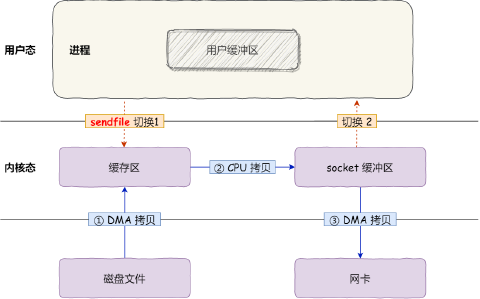 用户态
进程
用户缓冲区
sendfile 切换1
切换 2
内核态
缓存区
② CPU 拷贝
socket 缓冲区
① DMA 拷贝
③ DMA 拷贝
磁盘文件
网卡